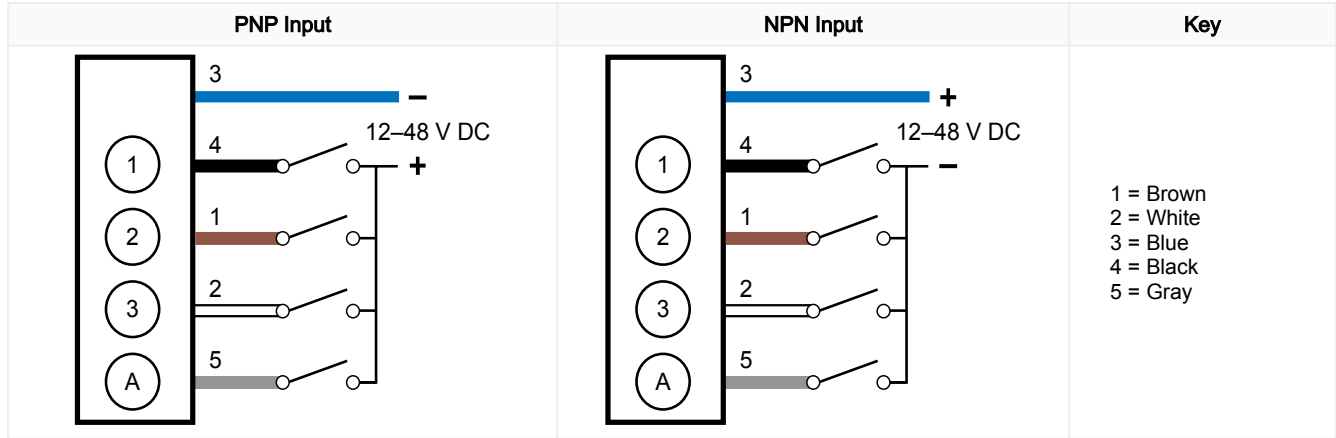 PNP Input
NPN Input
Key
3
–
12–48 V DC
4
+
1
1
2
2
3
5
A
3
+
12–48 V DC
4
–
1
1
2
2
3
5
A
1 = Brown
2 = White
3 = Blue
4 = Black
5 = Gray